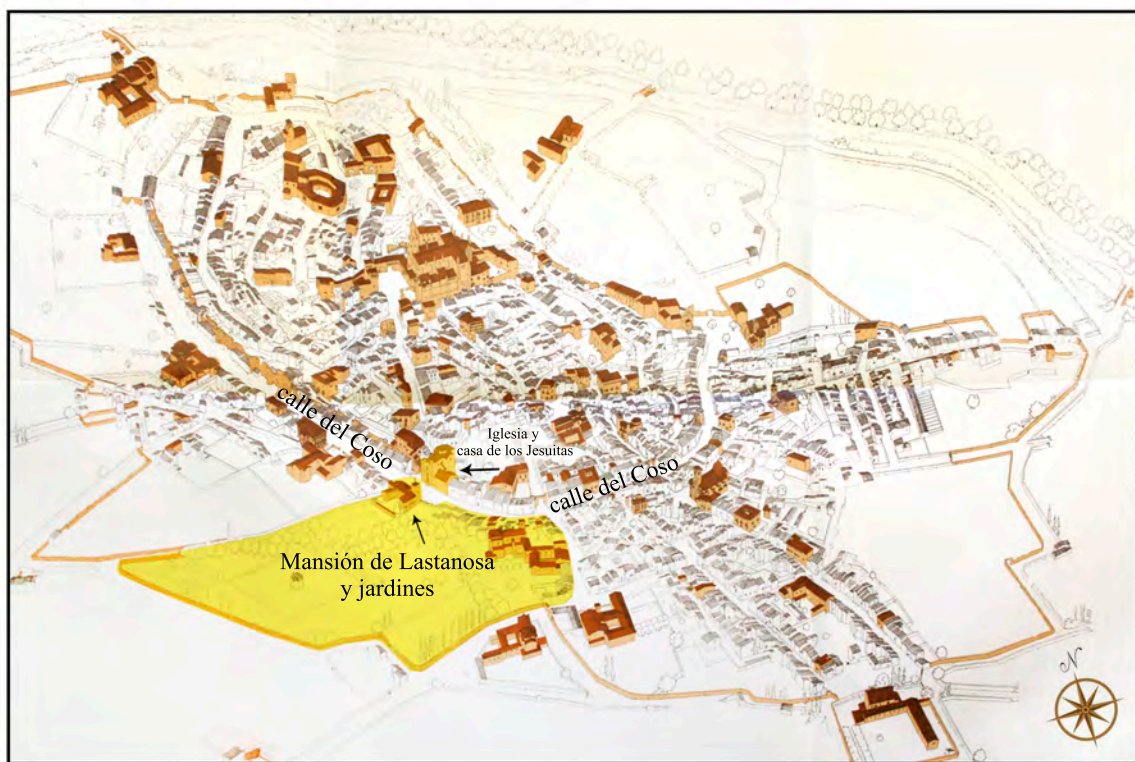 calle del Coso
Iglesia y
casa de los Jesuitas
calle del Coso
Mansión de Lastanosa
y jardines
N